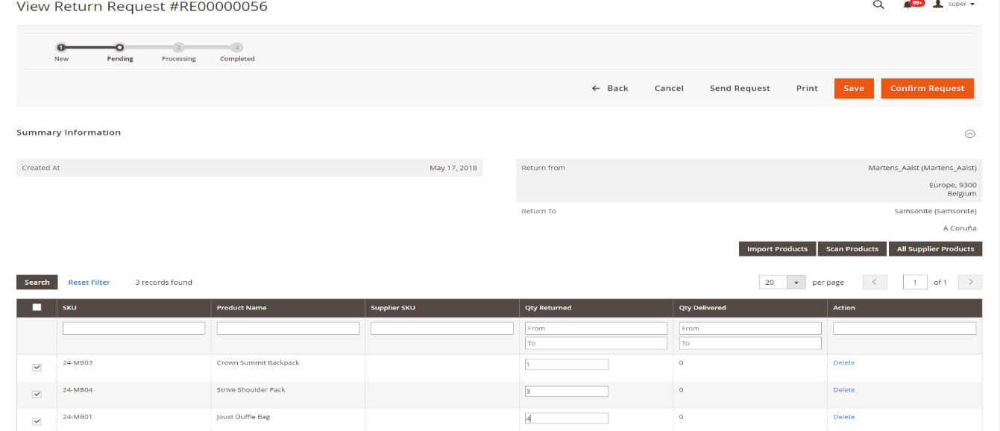 View Return Request #RE00000056
99+ super
1 3 4
New Pending Processing Completed
← Back Cancel Send Request Print Save Confirm Request
Summary Information
Created At May 17, 2018
Return from Martens_Aalst (Martens_Aalst)
Europe, 9300
Belgium
Return To Samsonite (Samsonite)
A Coruña
Import Products Scan Products All Supplier Products
Search Reset Filter 3 records found 20 per page 1 of 1
SKU Product Name Supplier SKU Qty Returned Qty Delivered Action
From From
To To
24-MB03 Crown Summit Backpack 1 0 Delete
24-MB04 Strive Shoulder Pack 3 0 Delete
24-MB01 Joust Duffle Bag 4 0 Delete